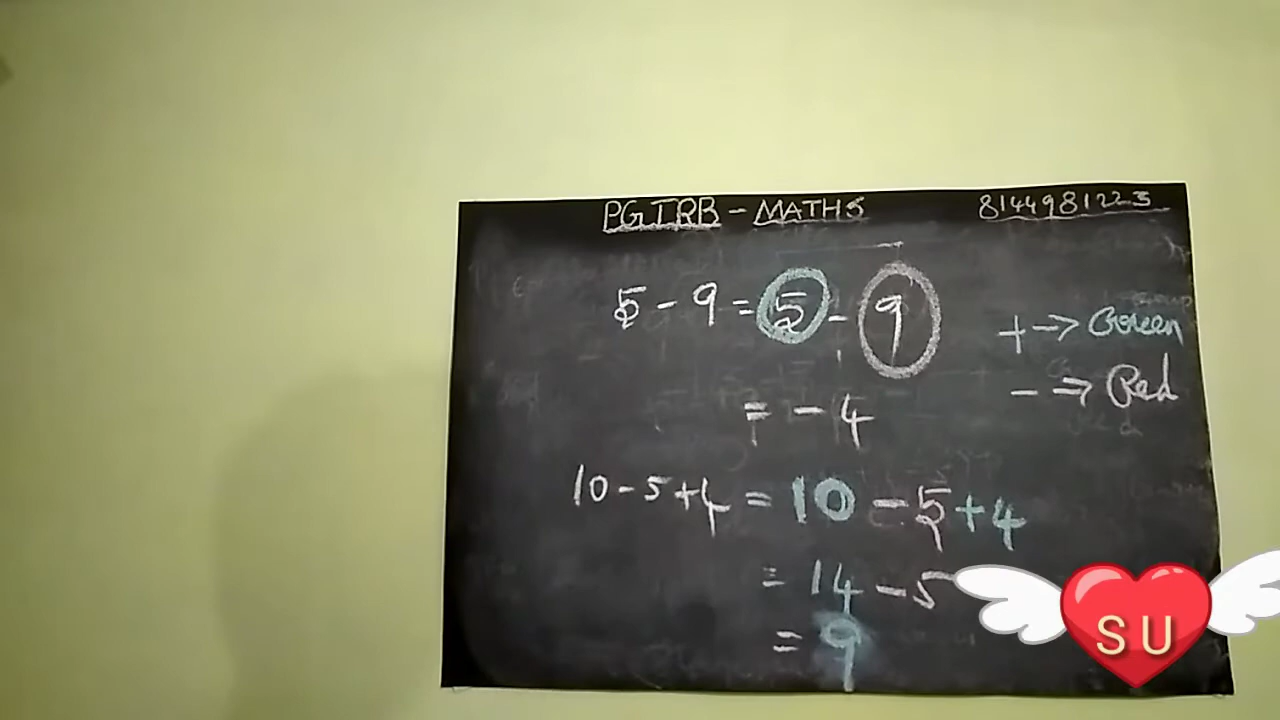 PGTRB - MATHS 8144981223
5 - 9 = 5 - 9
+ -> Green
- => Red
= - 4
10 - 5 + 4 = 10 - 5 + 4
= 14 - 5
= 9
SU